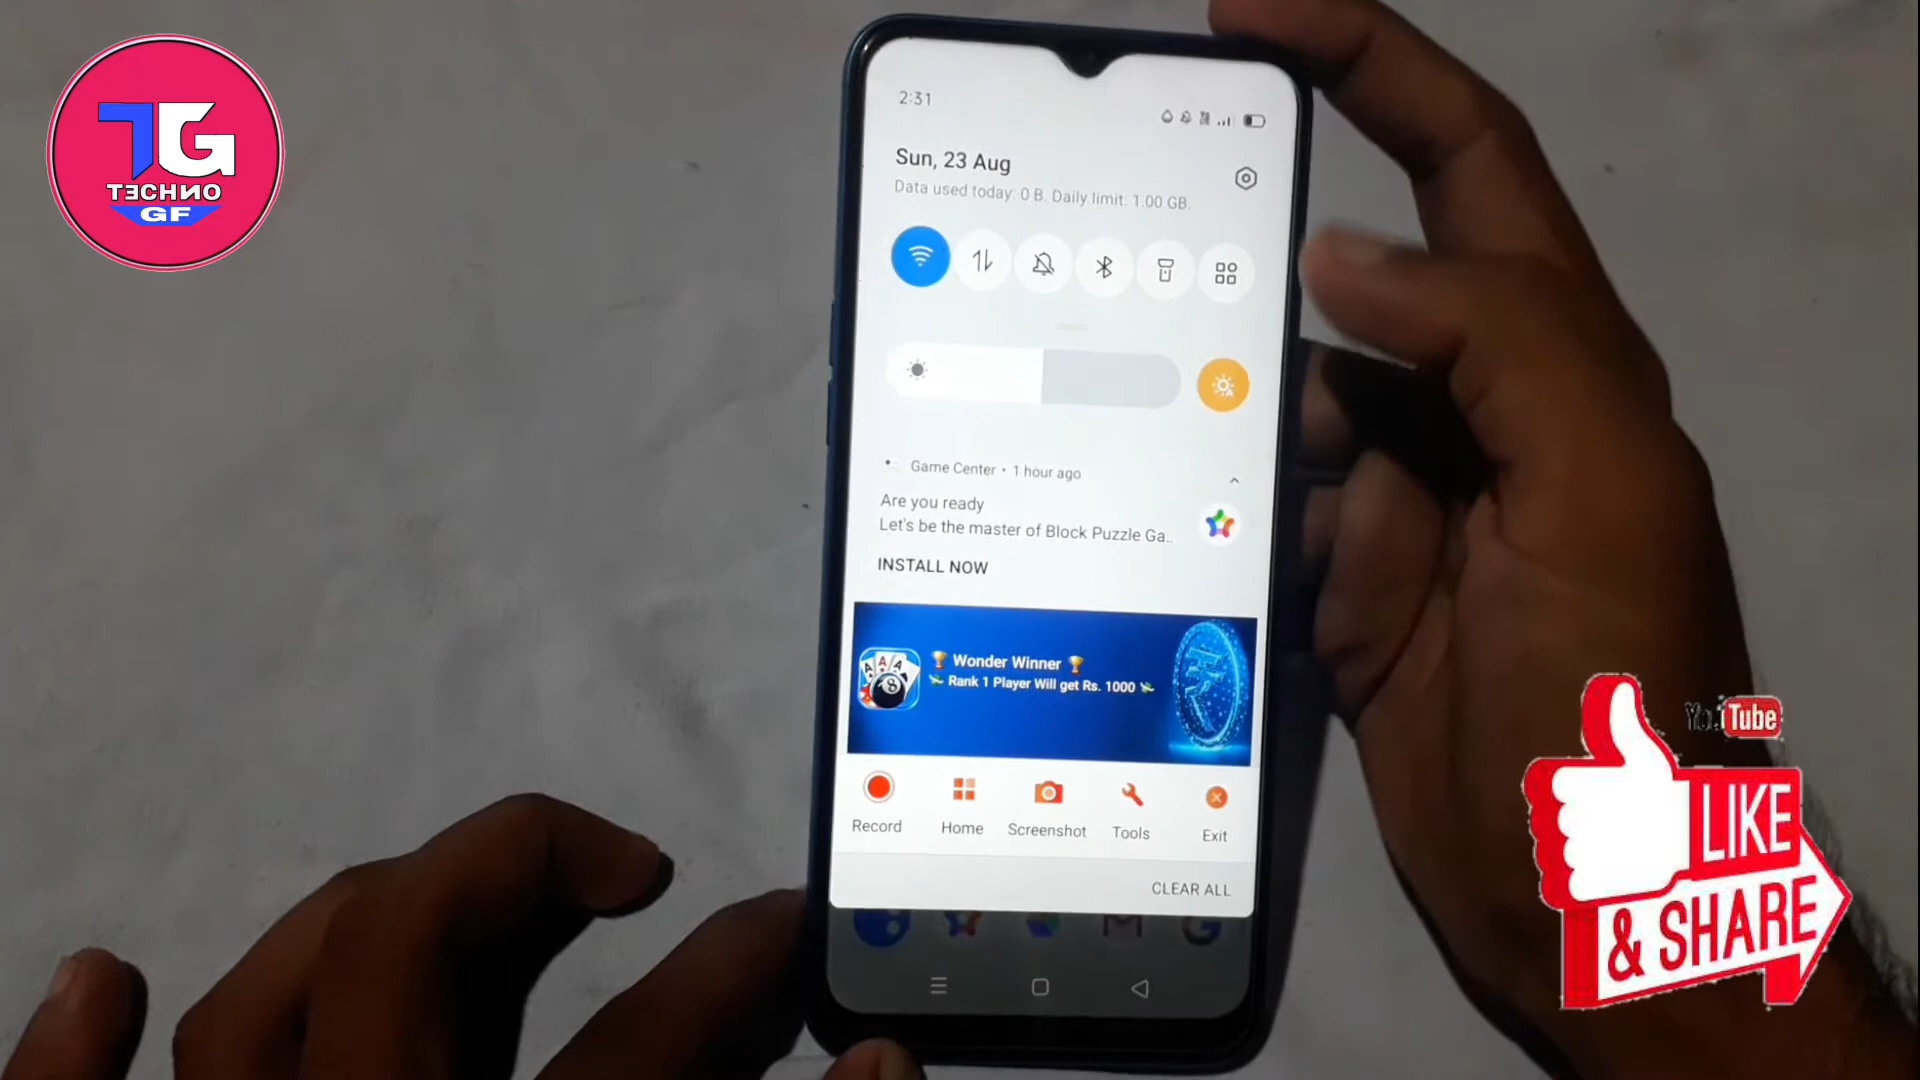 TG
TECHNO
GF
2:31
Sun, 23 Aug
Data used today: 0 B. Daily limit: 1.00 GB.
Game Center • 1 hour ago
Are you ready
Let's be the master of Block Puzzle Ga..
INSTALL NOW
🏆 Wonder Winner 🏆
💸 Rank 1 Player Will get Rs. 1000 💸
Record
Home
Screenshot
Tools
Exit
CLEAR ALL
YouTube
LIKE
& SHARE